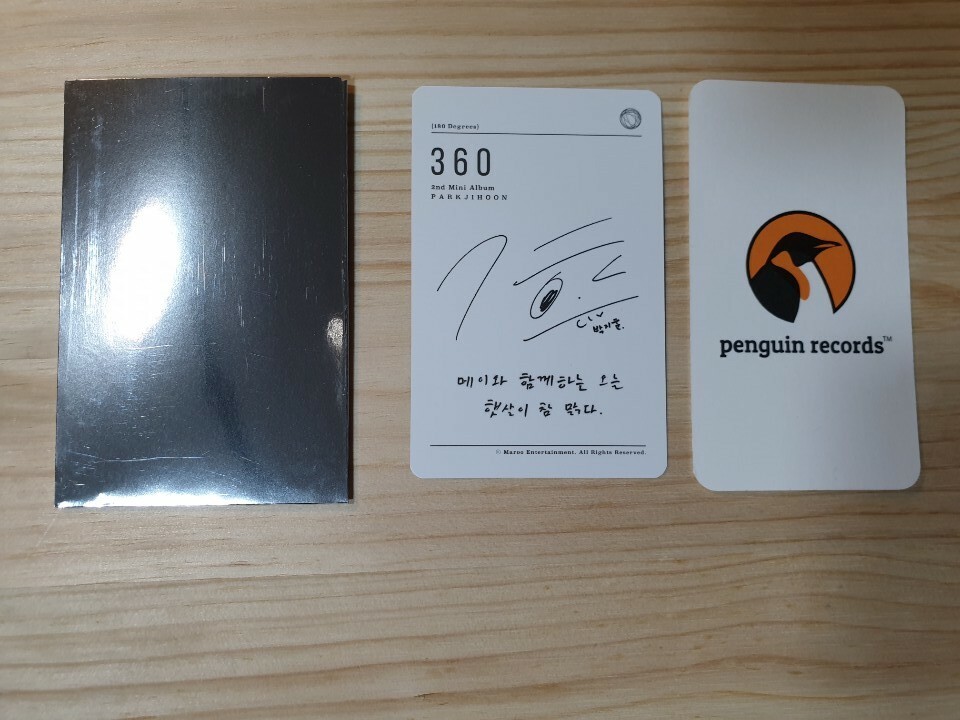 {180 Degrees}
360
2nd Mini Album
PARKJIHOON
박지훈.
메이와 함께하는 오늘
햇살이 참 맑다.
© Maroo Entertainment. All Rights Reserved.
penguin records™